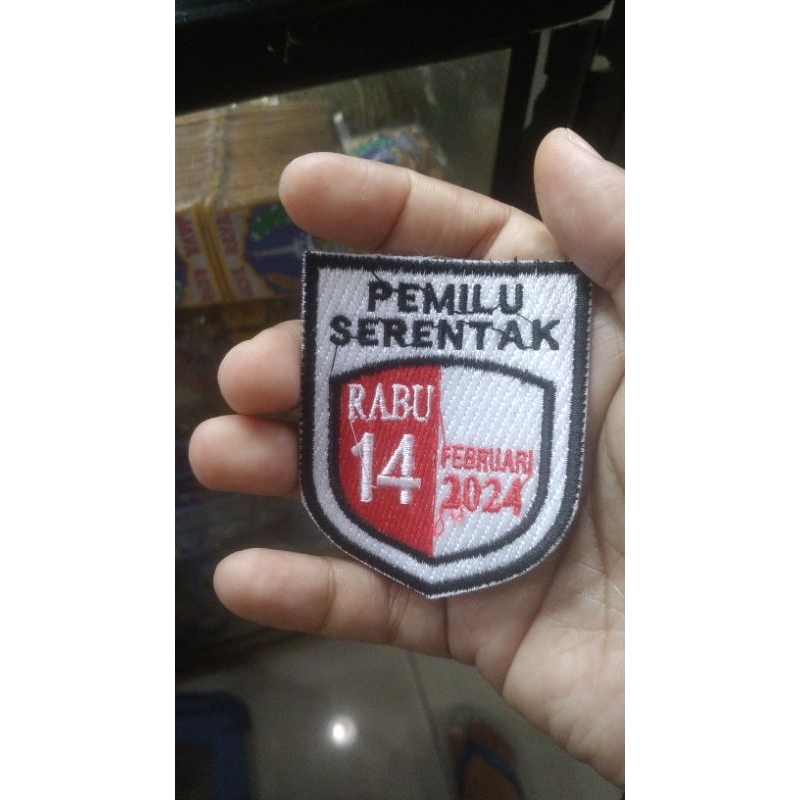 PEMILU
SERENTAK
RABU
14
FEBRUARI
2024